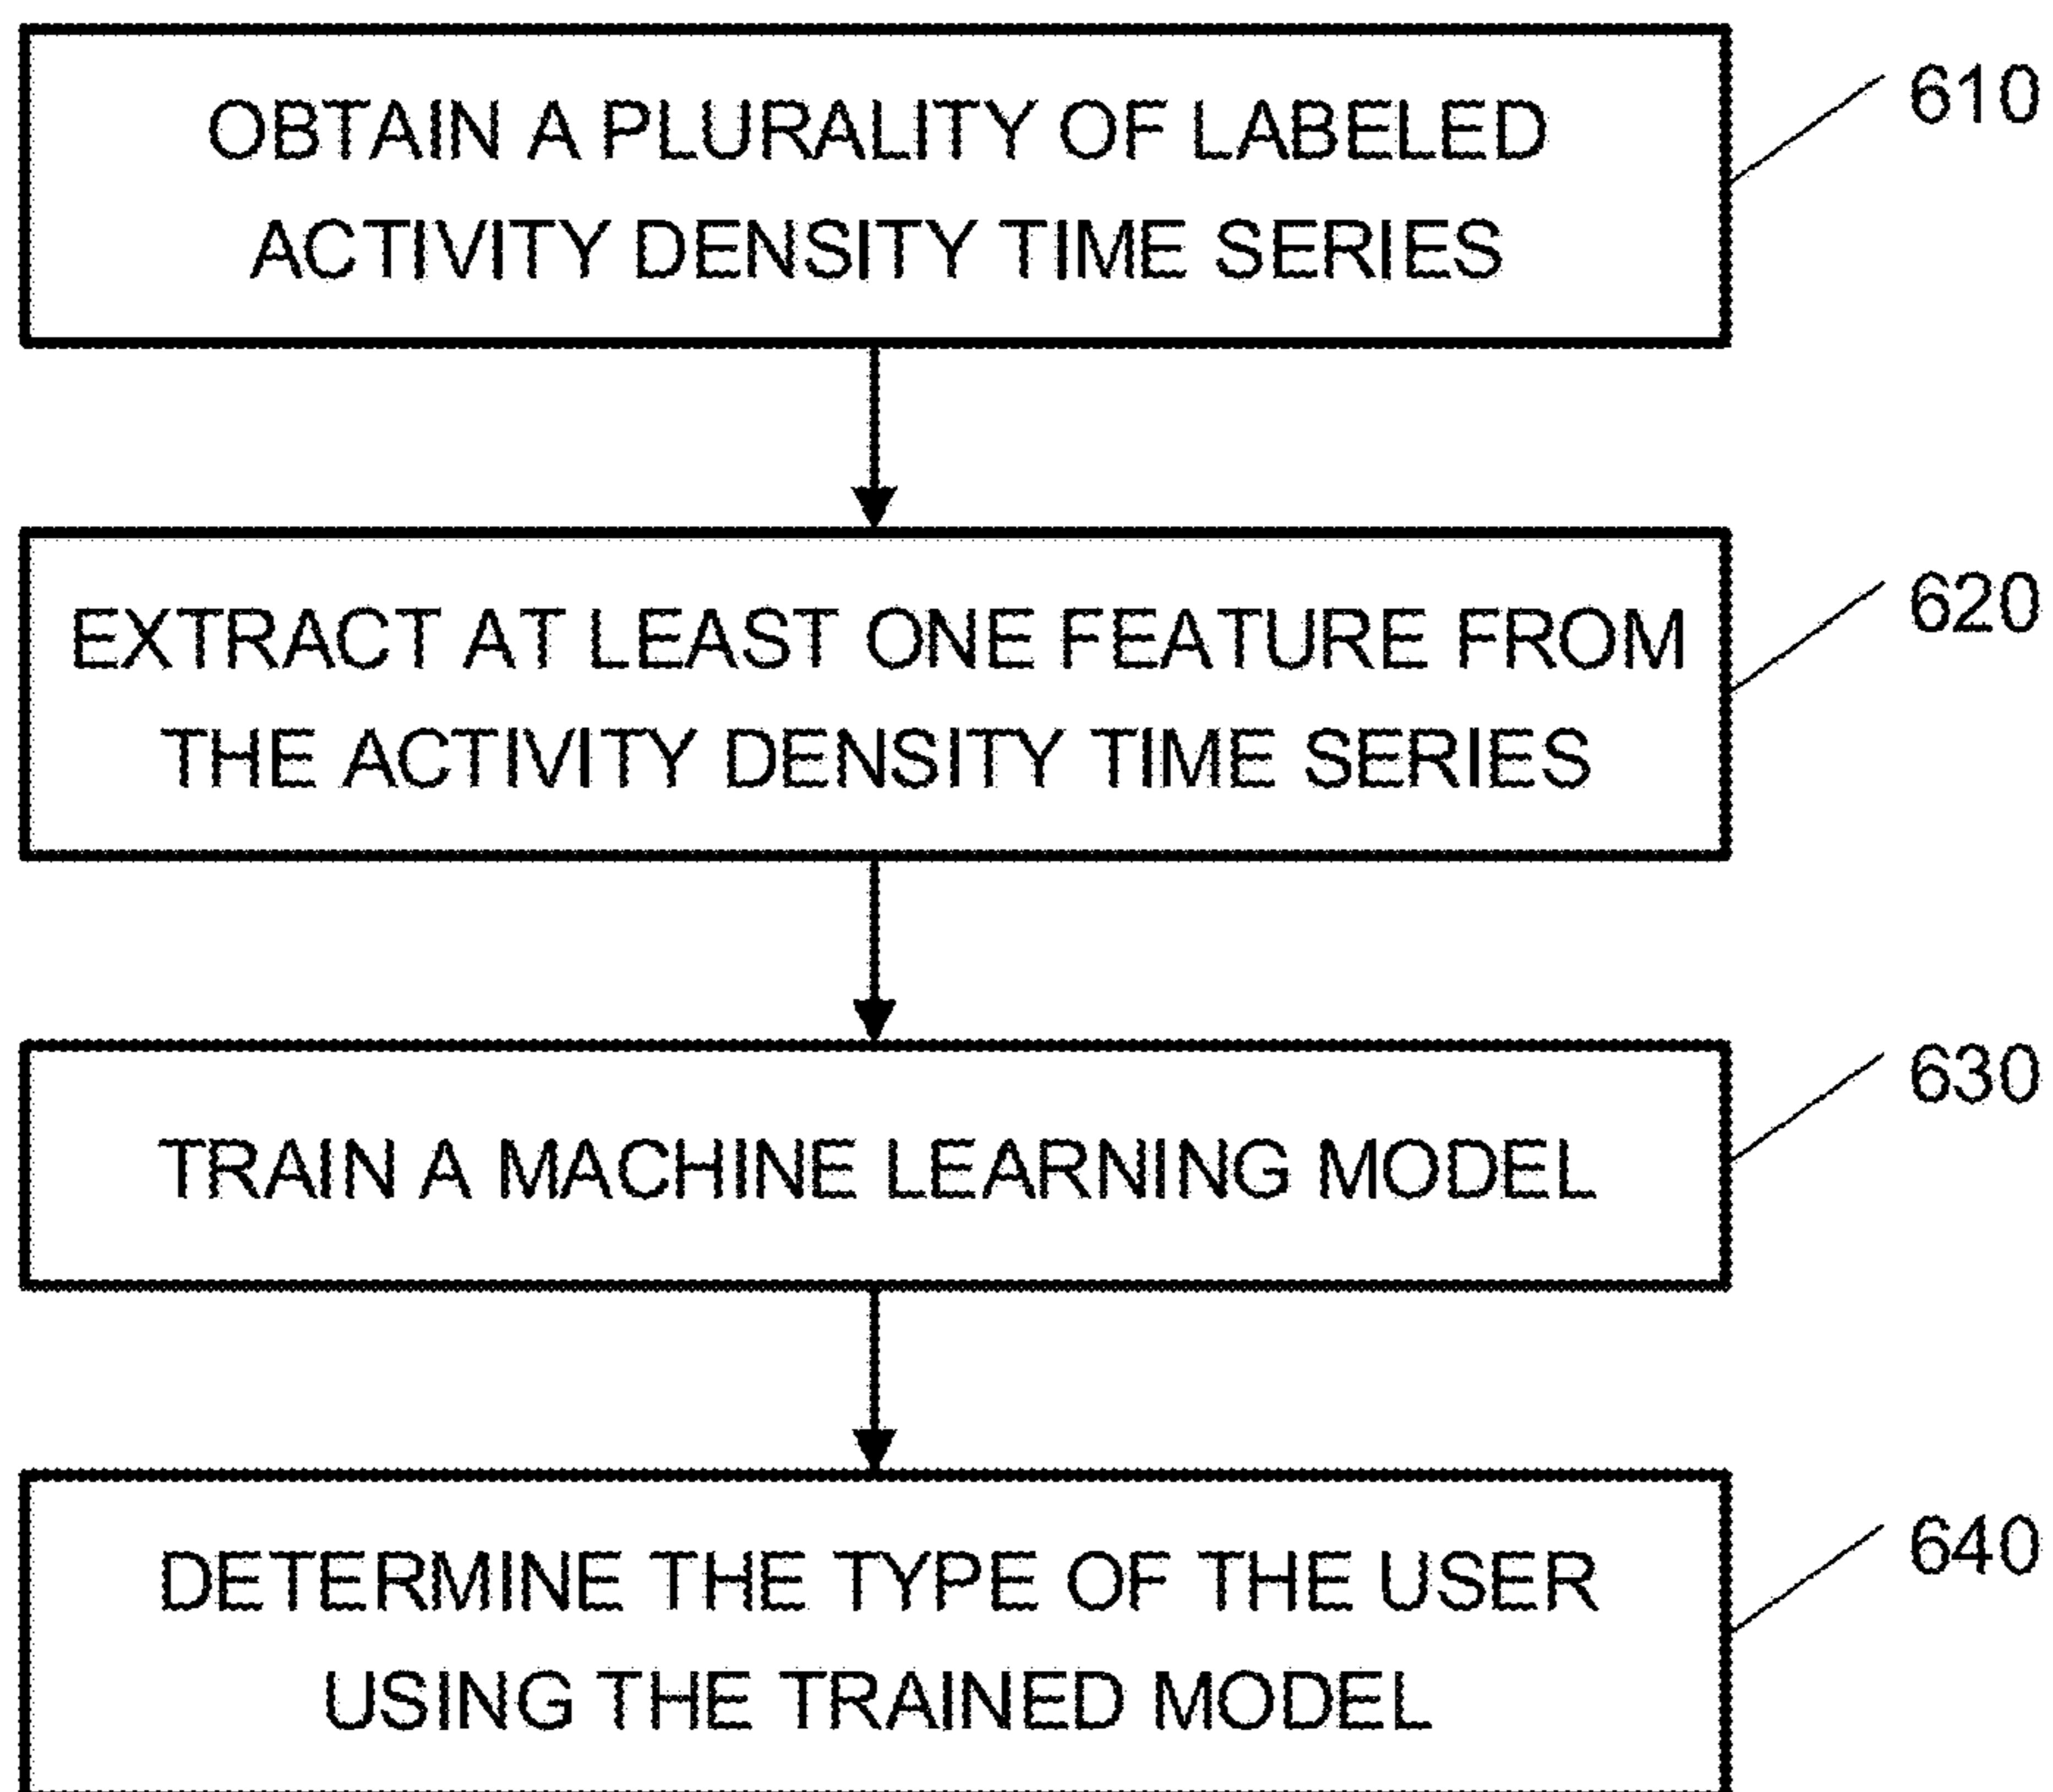 OBTAIN A PLURALITY OF LABELED
ACTIVITY DENSITY TIME SERIES
610
EXTRACT AT LEAST ONE FEATURE FROM
THE ACTIVITY DENSITY TIME SERIES
620
TRAIN A MACHINE LEARNING MODEL
630
DETERMINE THE TYPE OF THE USER
USING THE TRAINED MODEL
640